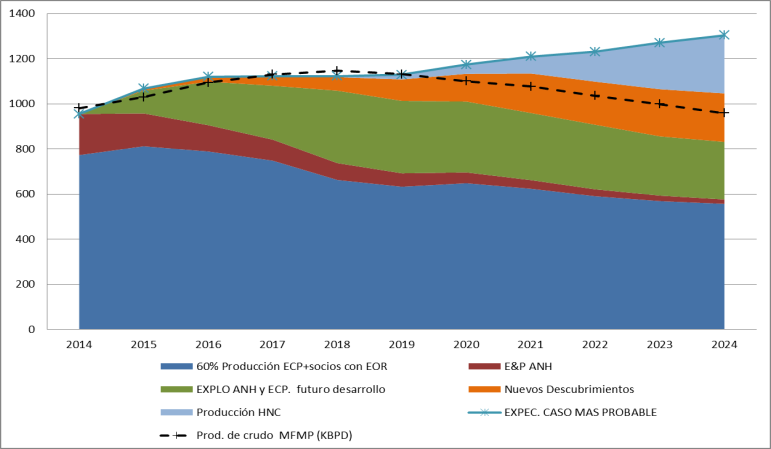 1400
1200
1000
800
600
400
200
0
2014 2015 2016 2017 2018 2019 2020 2021 2022 2023 2024
60% Producción ECP+socios con EOR E&P ANH
EXPLO ANH y ECP. futuro desarrollo Nuevos Descubrimientos
Producción HNC EXPEC. CASO MAS PROBABLE
Prod. de crudo MFMP (KBPD)